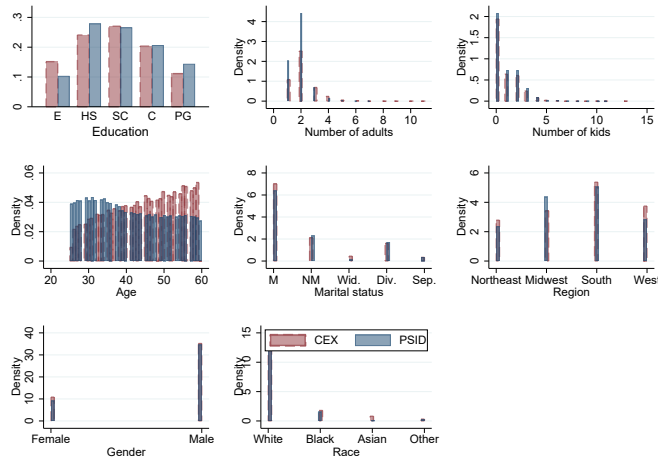 0 .1 .2 .3
E HS SC C PG
Education
Density
0 1 2 3 4
0 2 4 6 8 10
Number of adults
Density
0 .5 1 1.5 2
0 5 10 15
Number of kids
Density
0 .02 .04 .06
20 30 40 50 60
Age
Density
0 2 4 6 8
M NM Wid. Div. Sep.
Marital status
Density
0 2 4 6 8
Northeast Midwest South West
Region
Density
0 10 20 30 40
Female Male
Gender
Density
0 5 10 15
White Black Asian Other
Race
CEX PSID